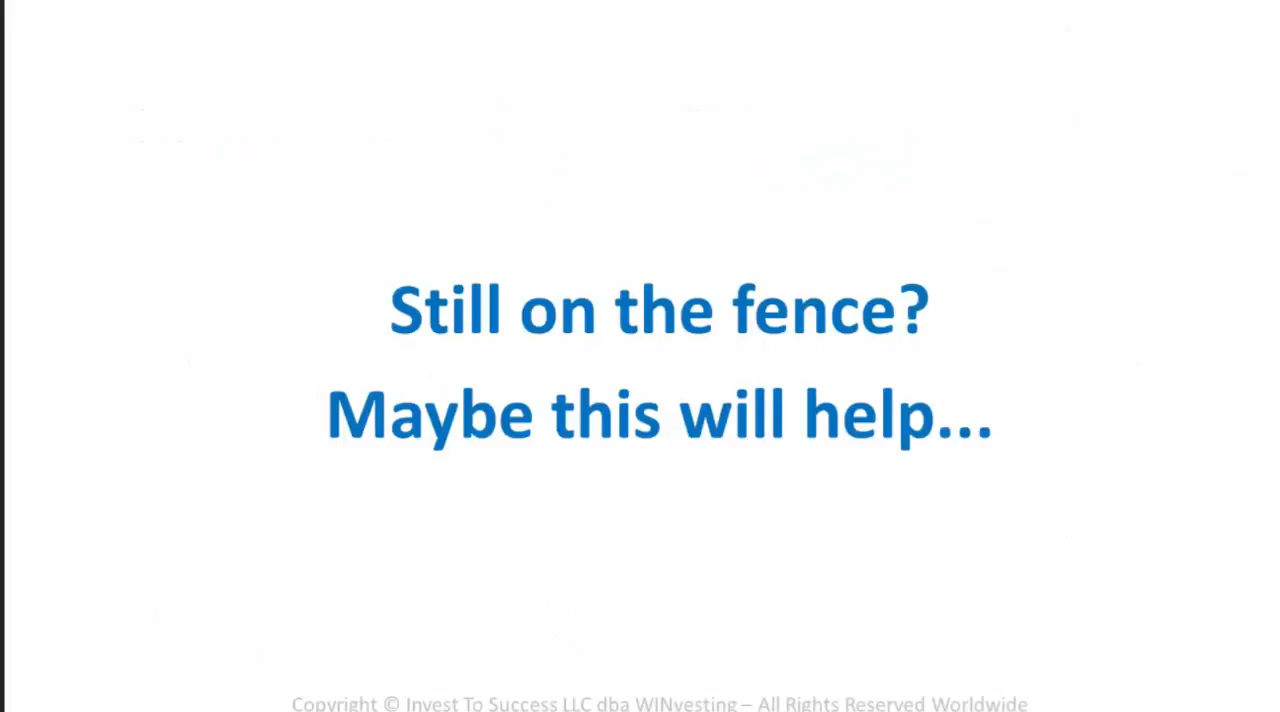 Still on the fence?
Maybe this will help...
Copyright © Invest To Success LLC dba WINvesting – All Rights Reserved Worldwide